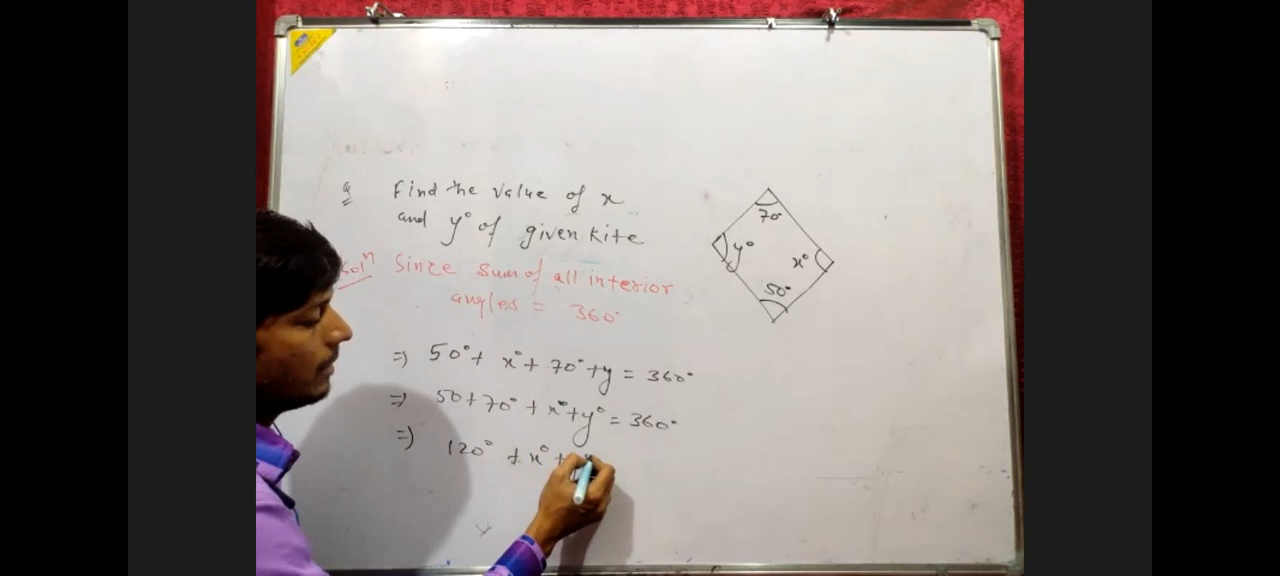 Q Find the value of x
and y° of given kite
Solⁿ Since sum of all interior
angles = 360°
=) 50° + x° + 70° + y = 360°
=) 50 + 70° + x° + y° = 360°
=) 120° + x° +
70°
y°
x°
50°